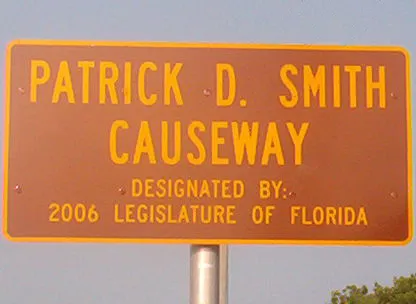 PATRICK D. SMITH
CAUSEWAY
DESIGNATED BY:
2006 LEGISLATURE OF FLORIDA